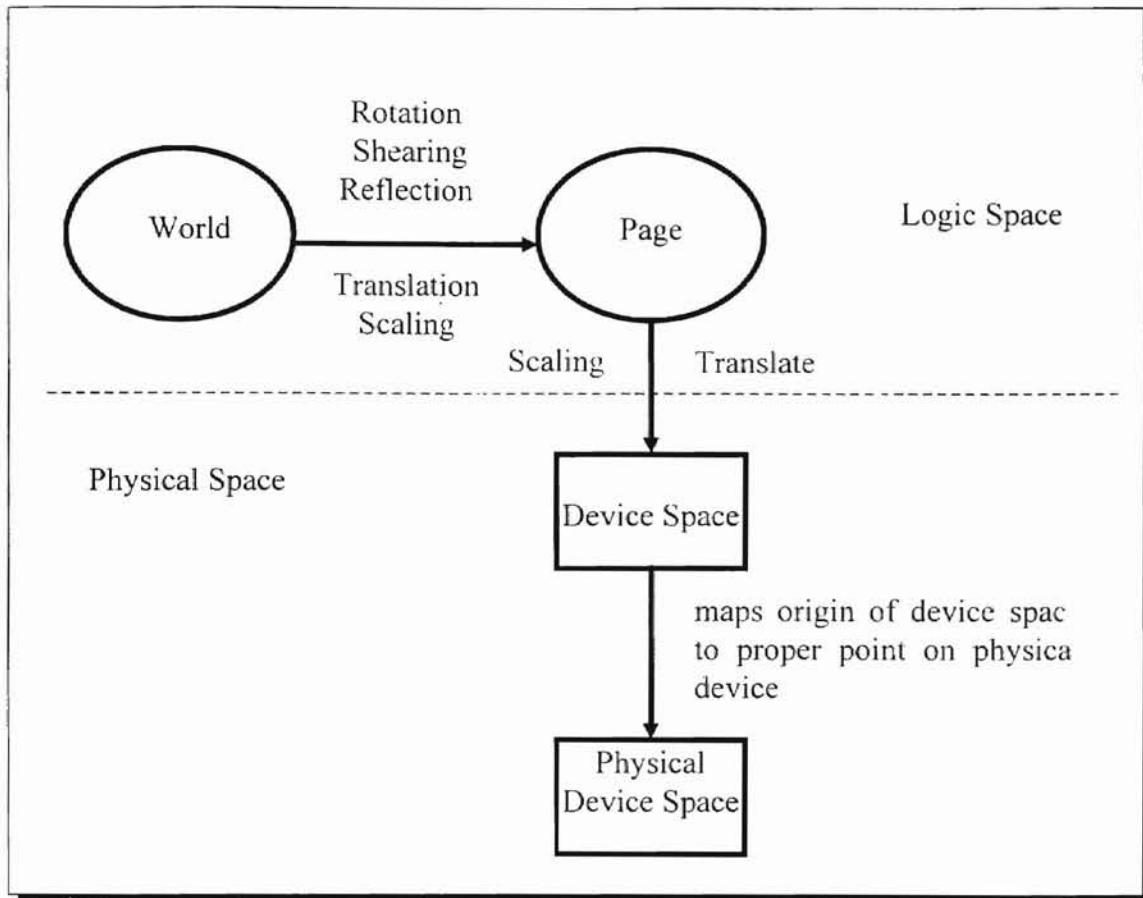 Rotation
Shearing
Reflection
World
Page
Logic Space
Translation
Scaling
Scaling
Translate
Physical Space
Device Space
maps origin of device spac
to proper point on physica
device
Physical
Device Space